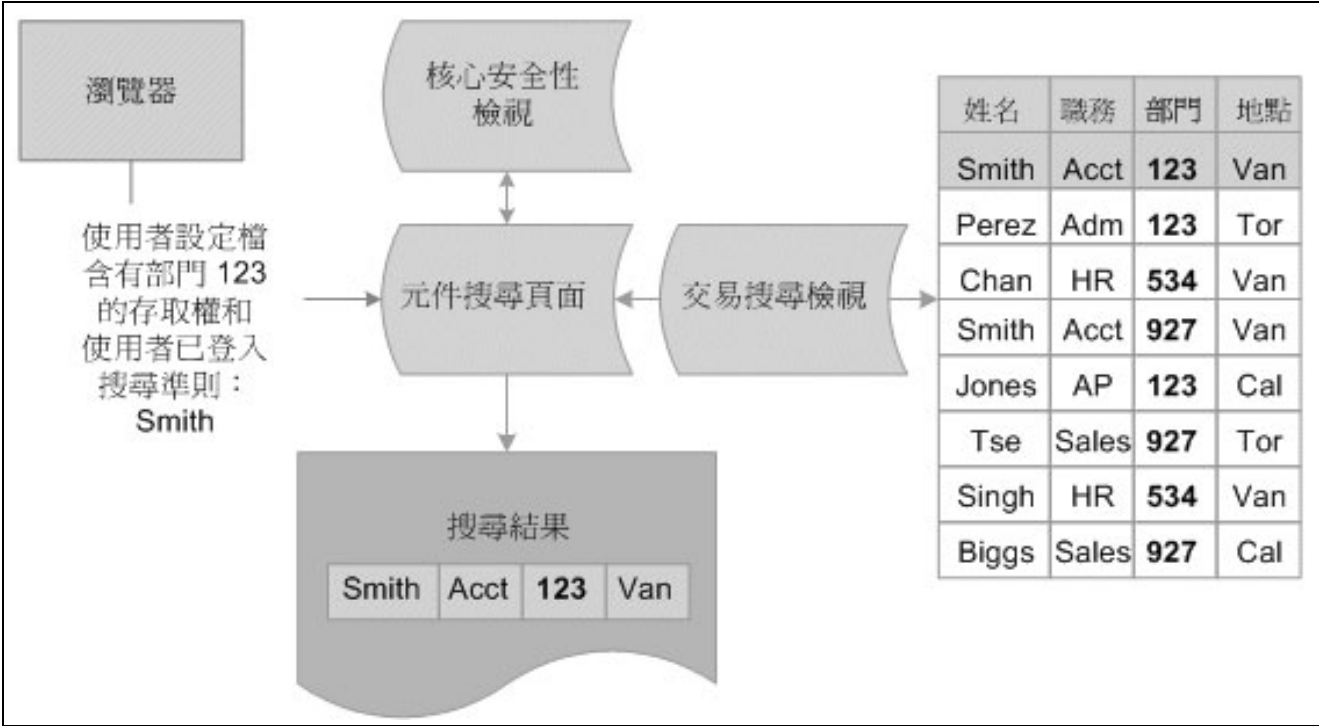 瀏覽器
使用者設定檔
含有部門 123
的存取權和
使用者已登入
搜尋準則：
Smith
核心安全性
檢視
元件搜尋頁面
交易搜尋檢視
搜尋結果
Smith Acct 123 Van
姓名 職務 部門 地點
Smith Acct 123 Van
Perez Adm 123 Tor
Chan HR 534 Van
Smith Acct 927 Van
Jones AP 123 Cal
Tse Sales 927 Tor
Singh HR 534 Van
Biggs Sales 927 Cal